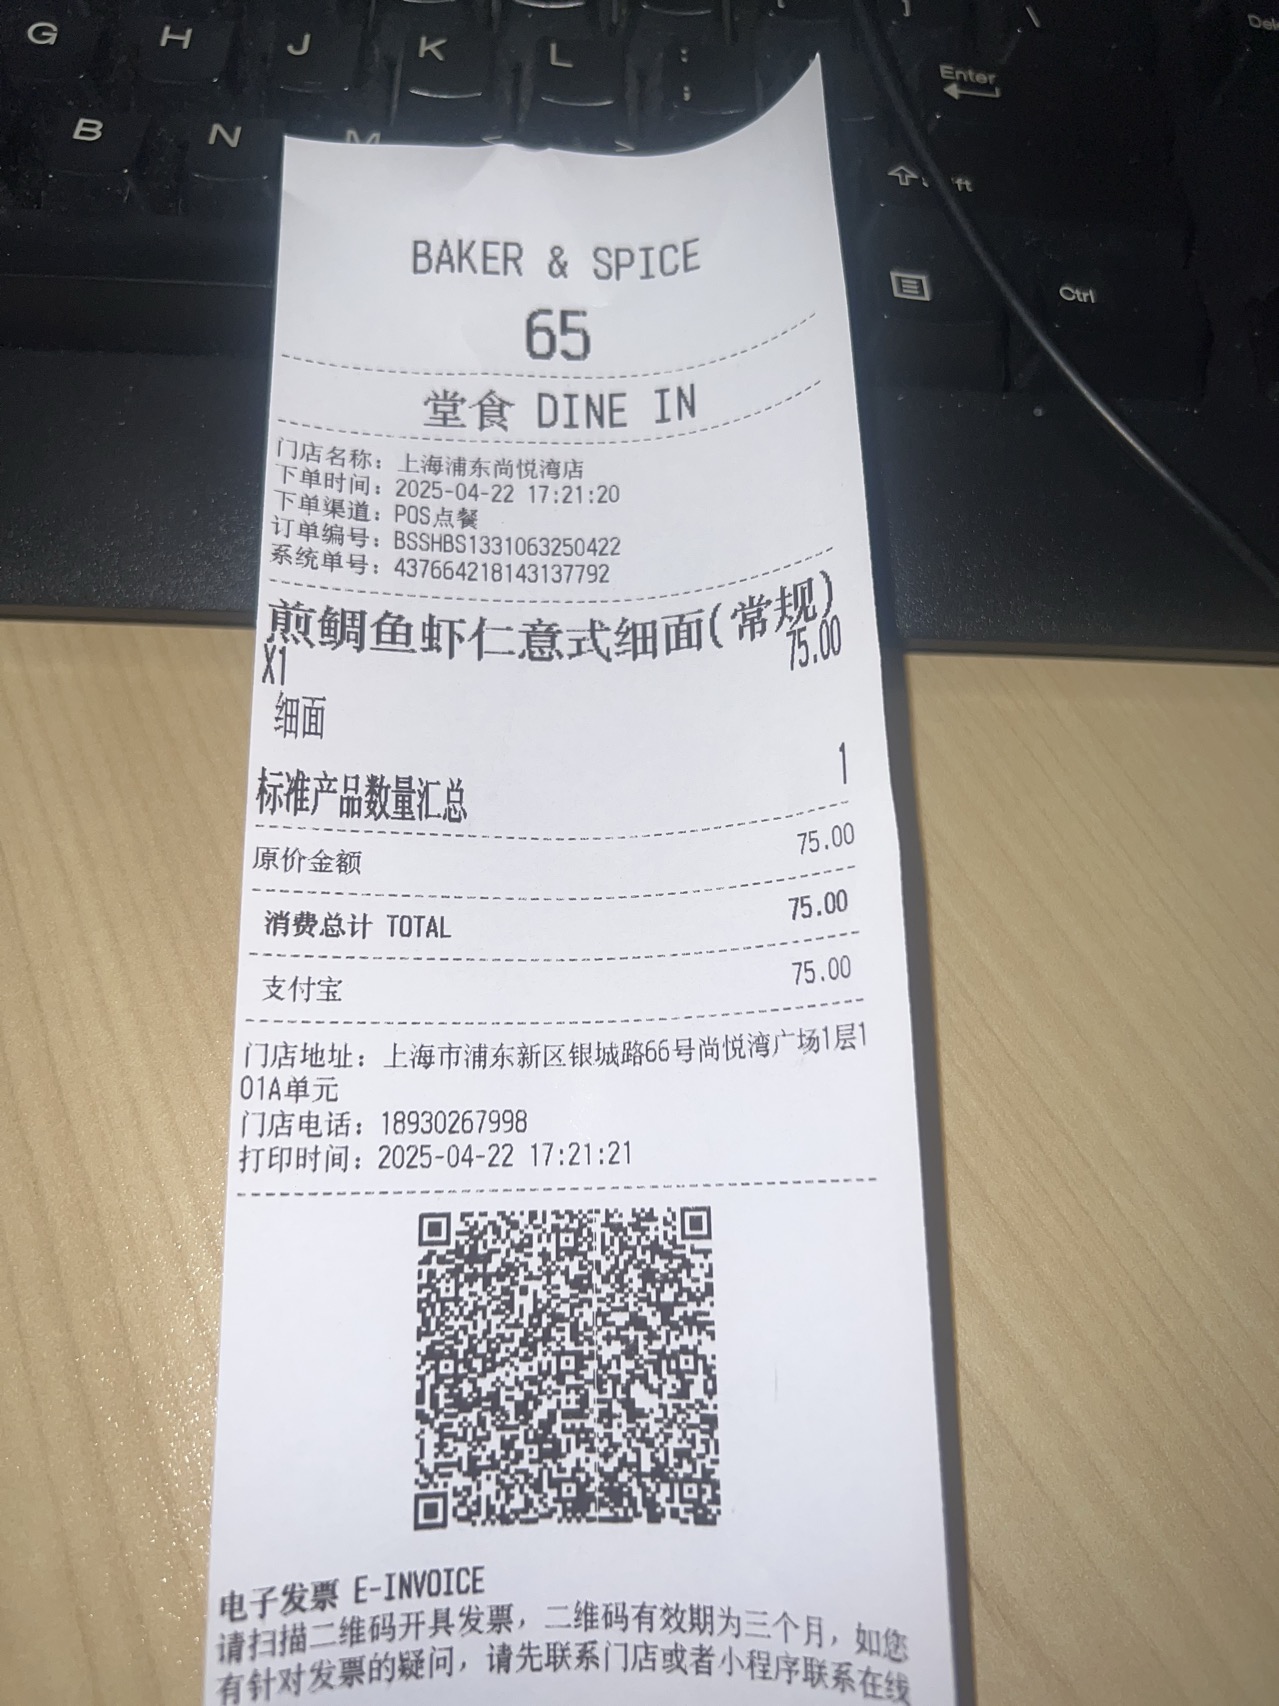 G H J K L : ;
Enter
B N M < >
BAKER & SPICE
65
堂食 DINE IN
门店名称：上海浦东尚悦湾店
下单时间：2025-04-22 17:21:20
下单渠道：POS点餐
订单编号：BSSHBS1331063250422
系统单号：437664218143137792
煎鲷鱼虾仁意式细面(常规)
X1 75.00
细面
标准产品数量汇总 1
原价金额 75.00
消费总计 TOTAL 75.00
支付宝 75.00
门店地址：上海市浦东新区银城路66号尚悦湾广场1层1
01A单元
门店电话：18930267998
打印时间：2025-04-22 17:21:21
电子发票 E-INVOICE
请扫描二维码开具发票，二维码有效期为三个月，如您
有针对发票的疑问，请先联系门店或者小程序联系在线
Ctrl